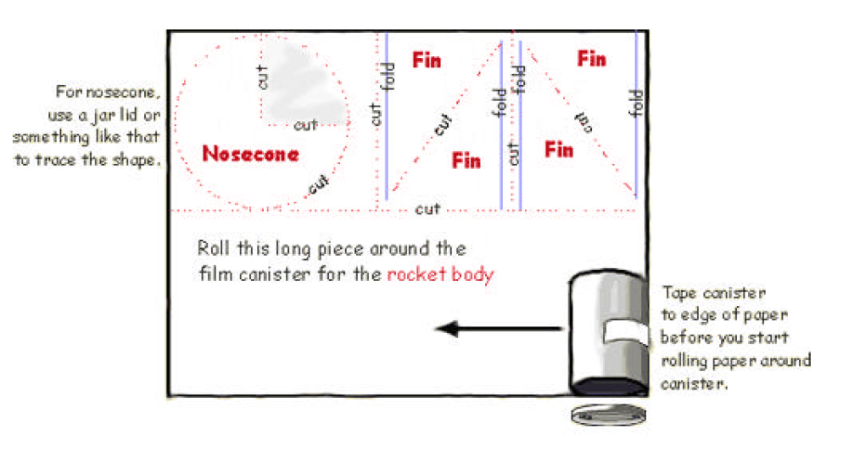 For nosecone,
use a jar lid or
something like that
to trace the shape.
cut
cut
Nosecone
cut
cut
fold
Fin
cut
Fin
fold
cut
fold
Fin
cut
Fin
fold
cut
Roll this long piece around the
film canister for the rocket body
Tape canister
to edge of paper
before you start
rolling paper around
canister.